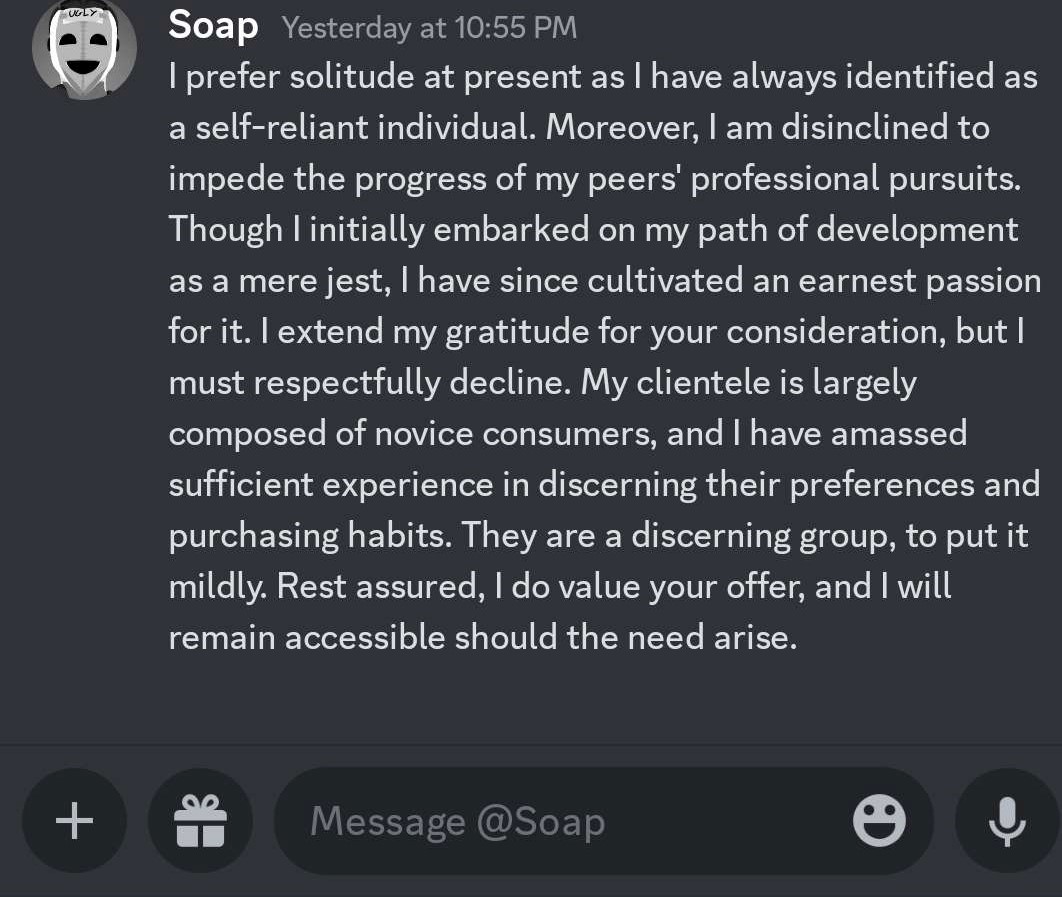 UGLY
Soap Yesterday at 10:55 PM
I prefer solitude at present as I have always identified as
a self-reliant individual. Moreover, I am disinclined to
impede the progress of my peers' professional pursuits.
Though I initially embarked on my path of development
as a mere jest, I have since cultivated an earnest passion
for it. I extend my gratitude for your consideration, but I
must respectfully decline. My clientele is largely
composed of novice consumers, and I have amassed
sufficient experience in discerning their preferences and
purchasing habits. They are a discerning group, to put it
mildly. Rest assured, I do value your offer, and I will
remain accessible should the need arise.
Message @Soap